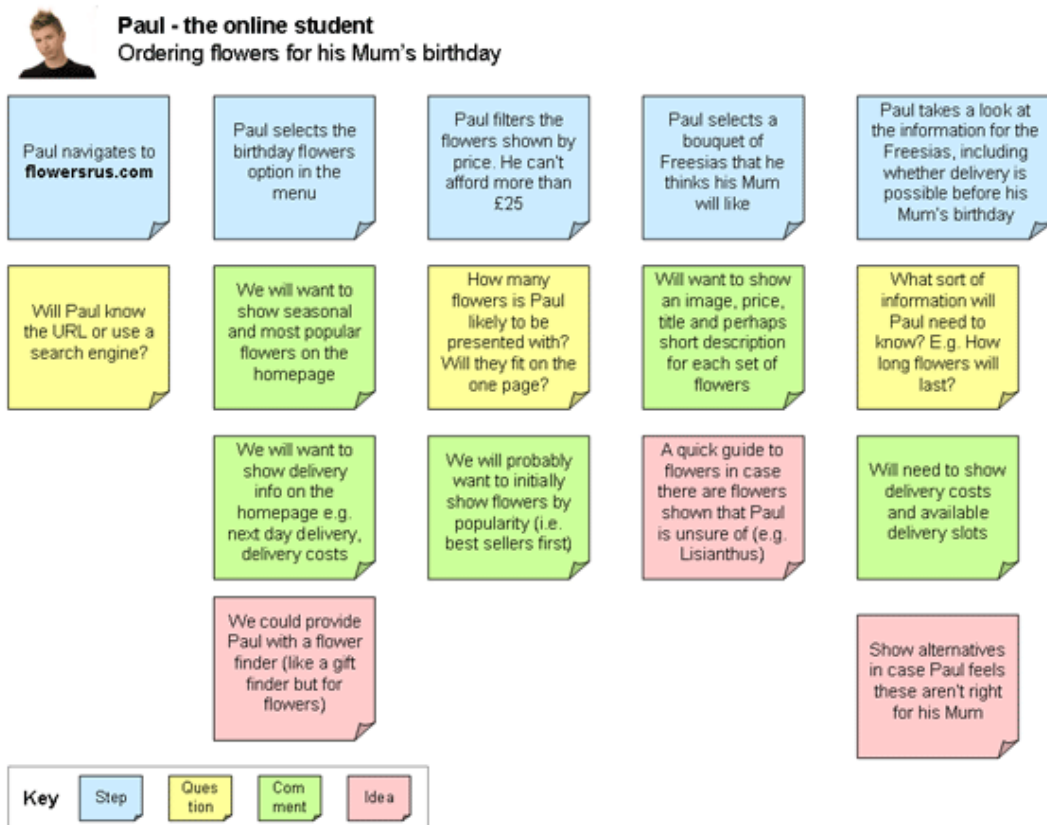 Paul - the online student
Ordering flowers for his Mum's birthday
Paul navigates to
flowersrus.com
Paul selects the
birthday flowers
option in the
menu
Paul filters the
flowers shown by
price. He can't
afford more than
£25
Paul selects a
bouquet of
Freesias that he
thinks his Mum
will like
Paul takes a look at
the information for the
Freesias, including
whether delivery is
possible before his
Mum's birthday
Will Paul know
the URL or use a
search engine?
We will want to
show seasonal
and most popular
flowers on the
homepage
How many
flowers is Paul
likely to be
presented with?
Will they fit on the
one page?
Will want to show
an image, price,
title and perhaps
short description
for each set of
flowers
What sort of
information will
Paul need to
know? E.g. How
long flowers will
last?
We will want to
show delivery
info on the
homepage e.g.
next day delivery,
delivery costs
We will probably
want to initially
show flowers by
popularity (i.e.
best sellers first)
A quick guide to
flowers in case
there are flowers
shown that Paul
is unsure of (e.g.
Lisianthus)
Will need to show
delivery costs
and available
delivery slots
We could provide
Paul with a flower
finder (like a gift
finder but for
flowers)
Show alternatives
in case Paul feels
these aren't right
for his Mum
Key
Step
Ques
tion
Com
ment
Idea